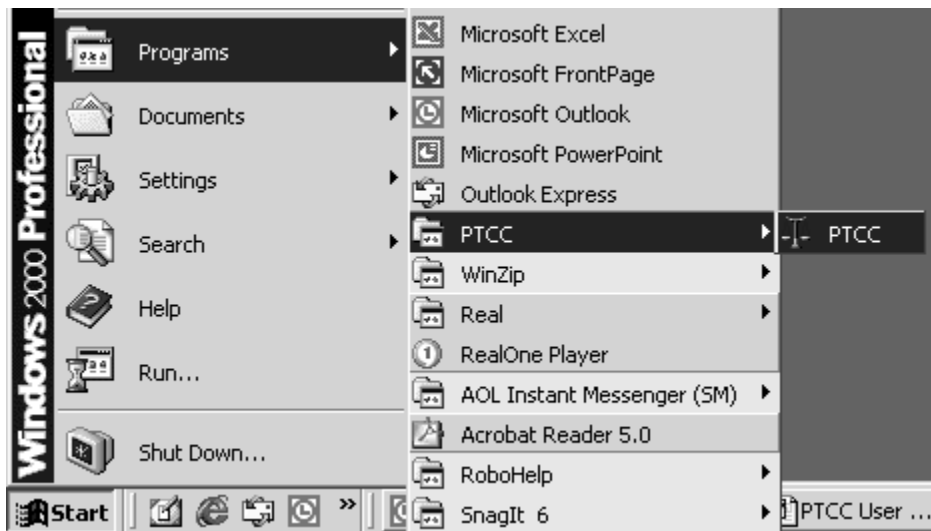 Windows 2000 Professional
Programs
Documents
Settings
Search
Help
Run...
Shut Down...
Microsoft Excel
Microsoft FrontPage
Microsoft Outlook
Microsoft PowerPoint
Outlook Express
PTCC
WinZip
Real
RealOne Player
AOL Instant Messenger (SM)
Acrobat Reader 5.0
RoboHelp
SnagIt 6
PTCC
Start
»
PTCC User ...